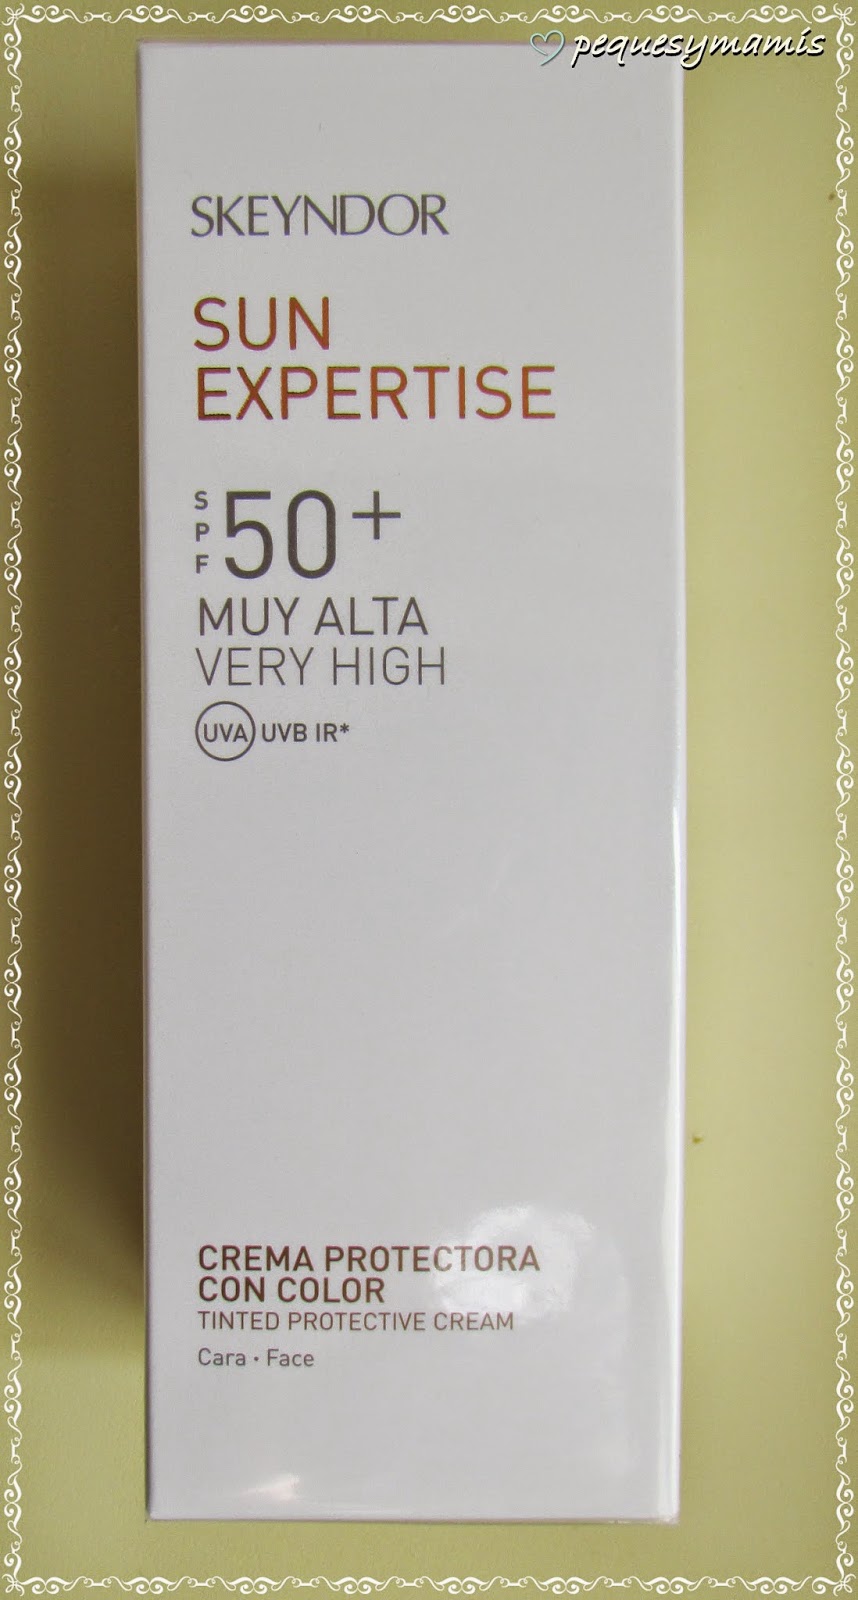 ♡ pequesymamis
SKEYNDOR
SUN
EXPERTISE
SPF 50+
MUY ALTA
VERY HIGH
UVA UVB IR*
CREMA PROTECTORA
CON COLOR
TINTED PROTECTIVE CREAM
Cara · Face